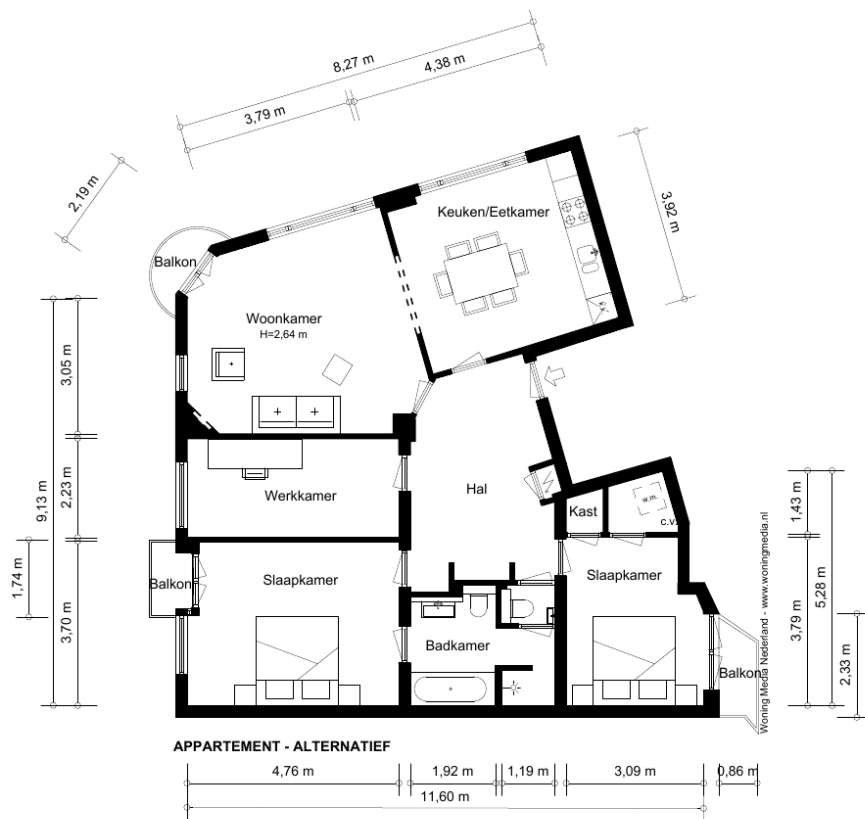 8,27 m
3,79 m
4,38 m
2,19 m
3,92 m
Keuken/Eetkamer
Balkon
Woonkamer
H=2,64 m
3,05 m
9,13 m
2,23 m
1,74 m
3,70 m
Werkkamer
Hal
Kast
w.m.
c.v.
1,43 m
5,28 m
3,79 m
2,33 m
Balkon
Slaapkamer
Slaapkamer
Badkamer
Balkon
Woning Media Nederland - www.woningmedia.nl
APPARTEMENT - ALTERNATIEF
4,76 m
1,92 m
1,19 m
3,09 m
0,86 m
11,60 m